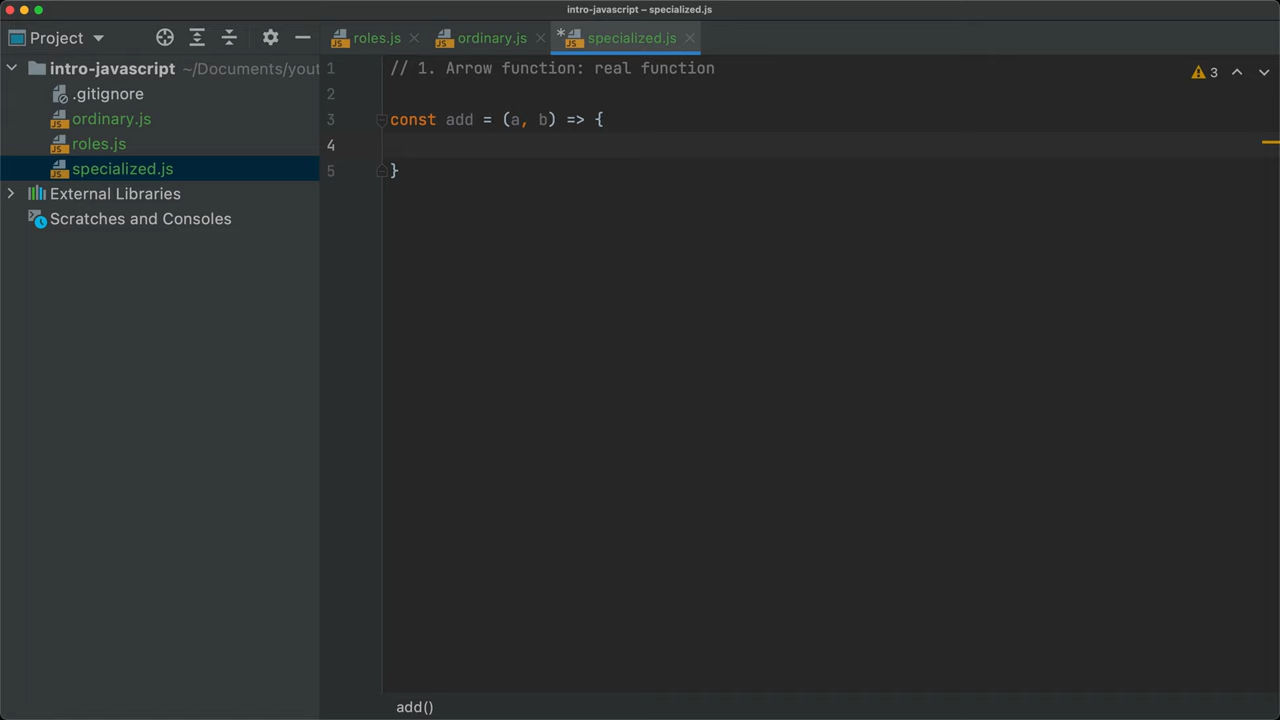 intro-javascript – specialized.js
Project
roles.js
ordinary.js
* specialized.js
intro-javascript ~/Documents/yout
.gitignore
ordinary.js
roles.js
specialized.js
External Libraries
Scratches and Consoles
1 // 1. Arrow function: real function
2
3 const add = (a, b) => {
4
5 }
3
add()